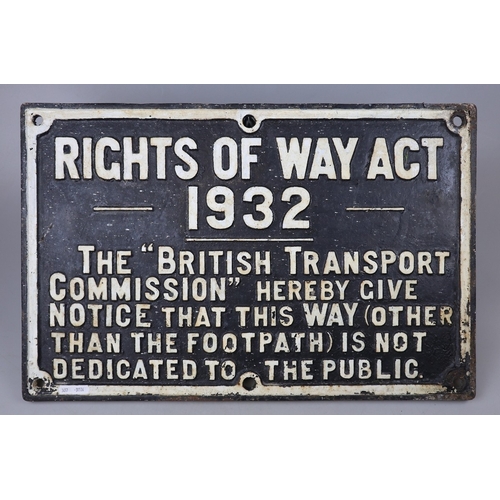 RIGHTS OF WAY ACT
1932
THE "BRITISH TRANSPORT
COMMISSION" HEREBY GIVE
NOTICE THAT THIS WAY (OTHER
THAN THE FOOTPATH) IS NOT
DEDICATED TO THE PUBLIC.